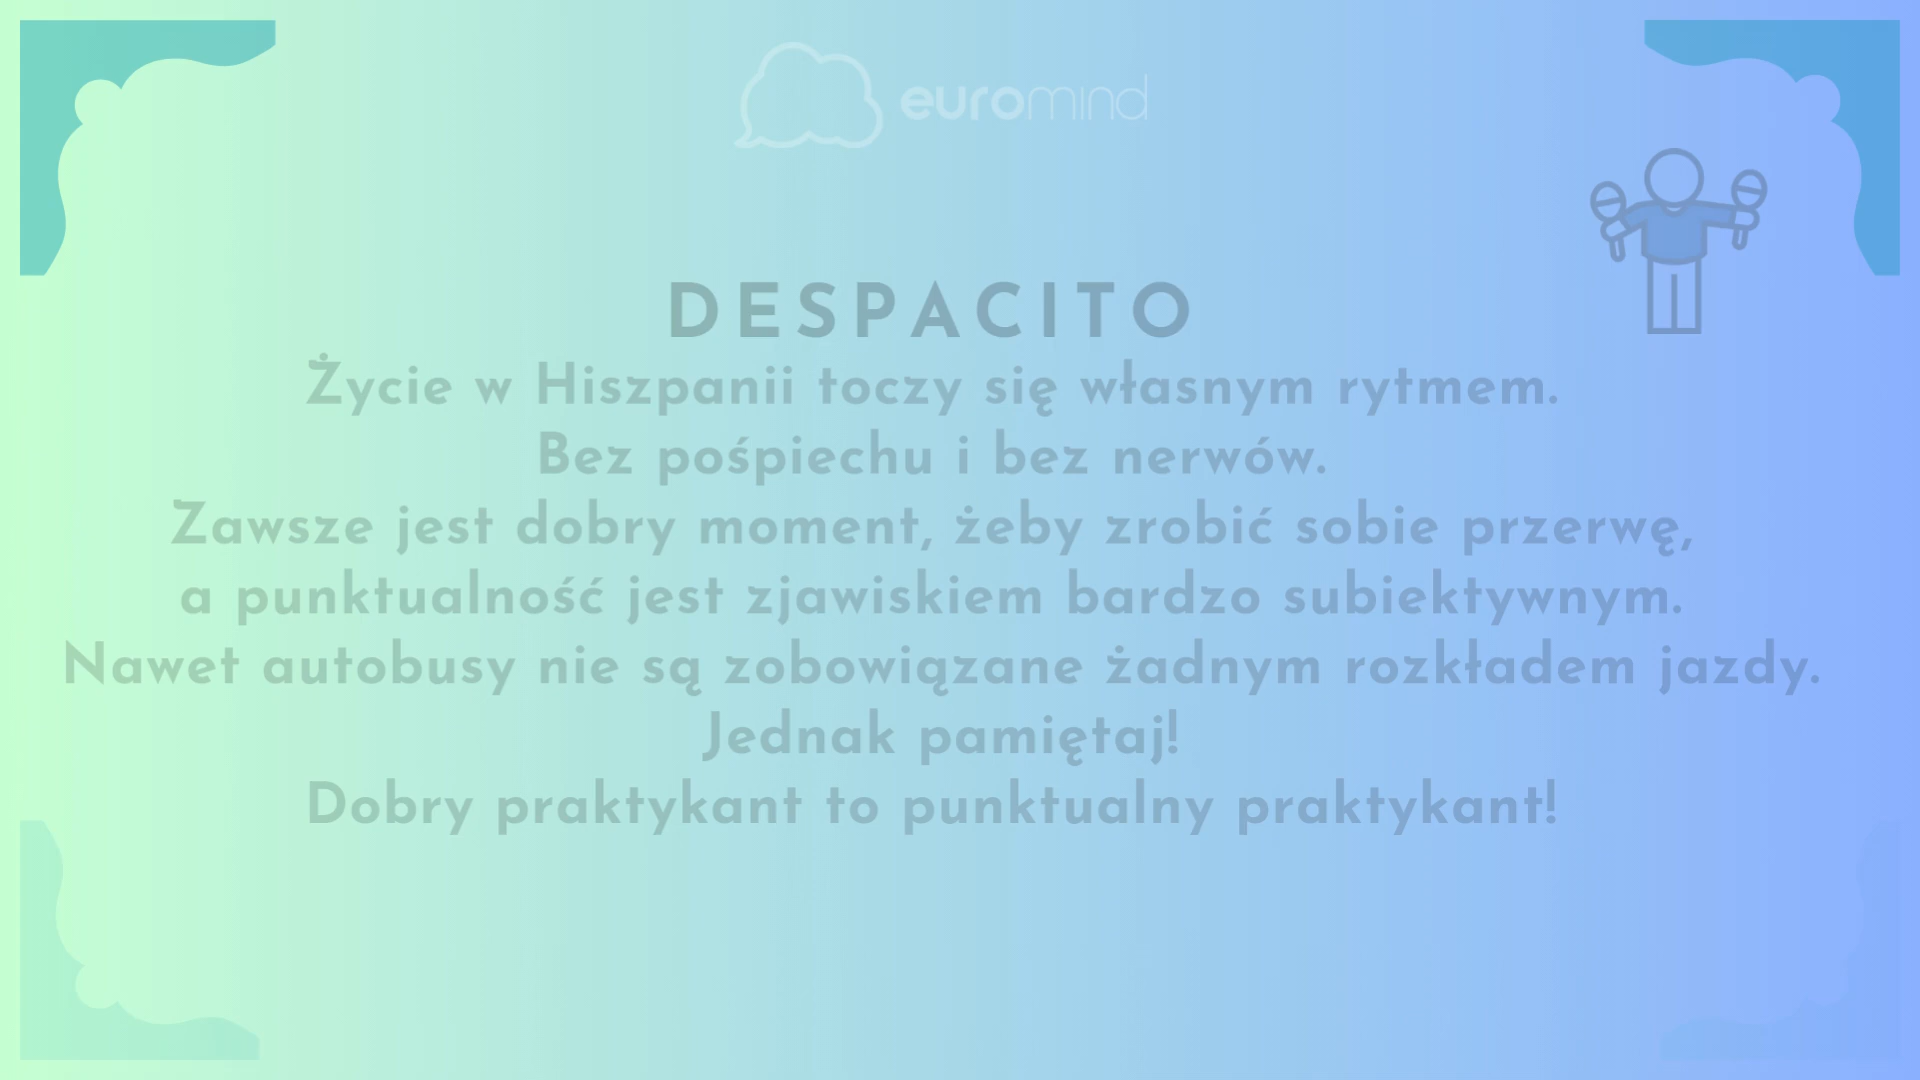 euromind
DESPACITO
Życie w Hiszpanii toczy się własnym rytmem.
Bez pośpiechu i bez nerwów.
Zawsze jest dobry moment, żeby zrobić sobie przerwę,
a punktualność jest zjawiskiem bardzo subiektywnym.
Nawet autobusy nie są zobowiązane żadnym rozkładem jazdy.
Jednak pamiętaj!
Dobry praktykant to punktualny praktykant!